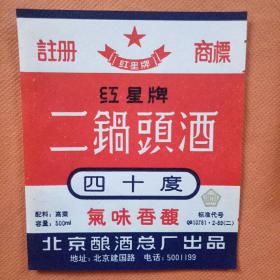 註册 商標
紅星牌
红星牌
二鍋頭酒
四十度
配料：高粱
容量：500ml
氣味香馥
标准代号
北京酿酒总厂出品
地址：北京建国路 电话：5001199